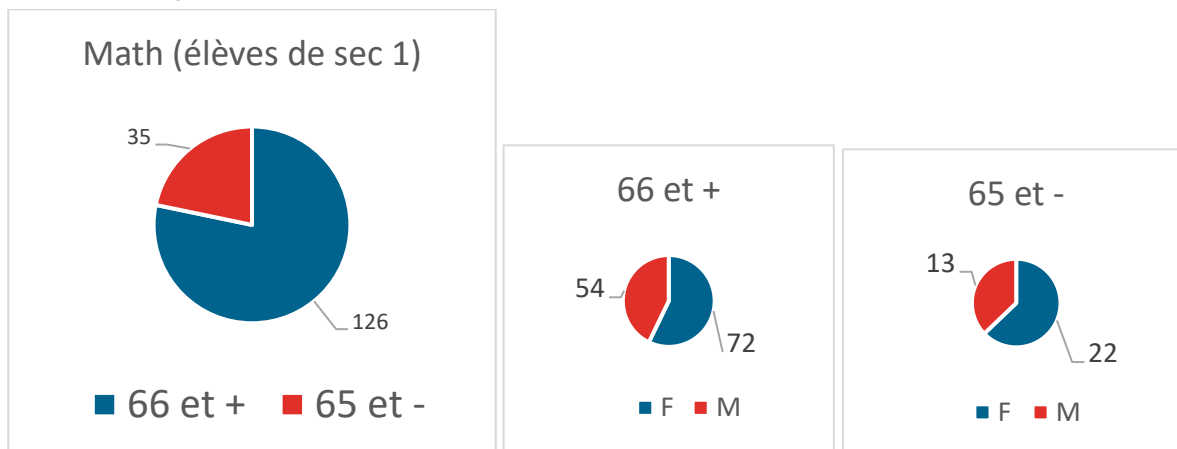 Math (élèves de sec 1)
35
126
66 et + 65 et -
66 et +
54
72
F M
65 et -
13
22
F M